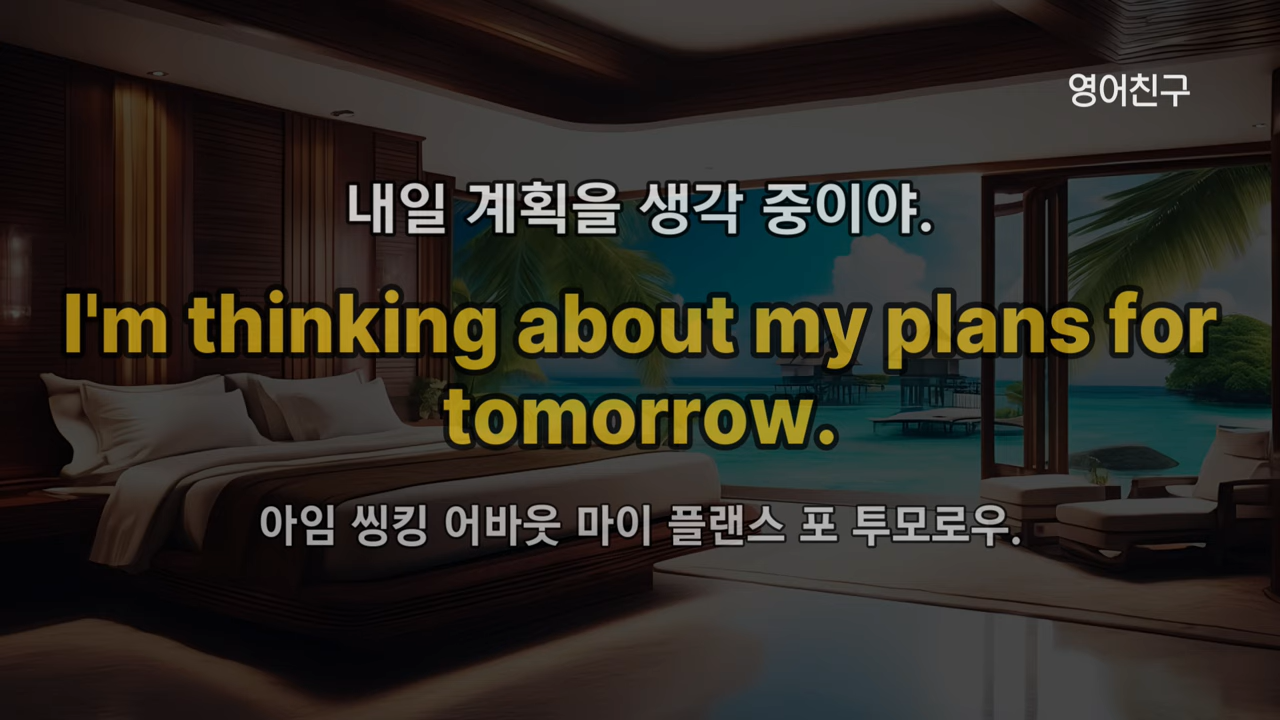 영어친구
내일 계획을 생각 중이야.
I'm thinking about my plans for
tomorrow.
아임 씽킹 어바웃 마이 플랜스 포 투모로우.